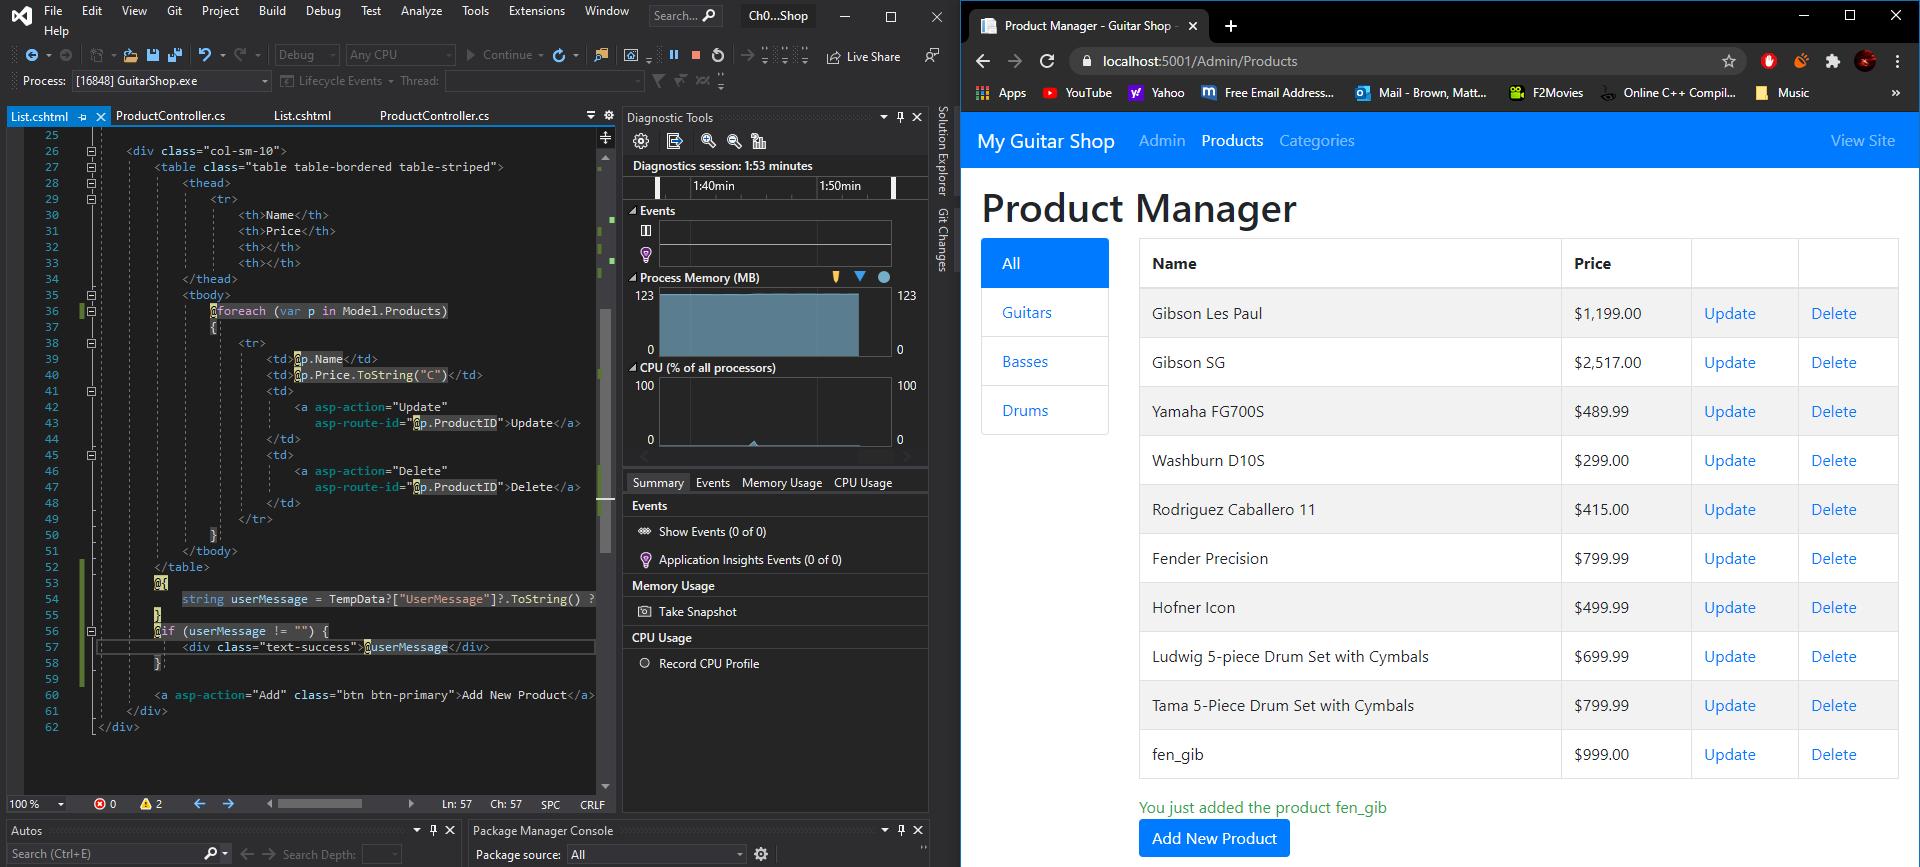 File Edit View Git Project Build Debug Test Analyze Tools Extensions Window Search... Ch0...Shop
Help
Debug Any CPU Continue Live Share
Process: [16848] GuitarShop.exe Lifecycle Events Thread:
List.cshtml ProductController.cs List.cshtml ProductController.cs
25
26 <div class="col-sm-10">
27 <table class="table table-bordered table-striped">
28 <thead>
29 <tr>
30 <th>Name</th>
31 <th>Price</th>
32 <th></th>
33 <th></th>
34 </thead>
35 <tbody>
36 @foreach (var p in Model.Products)
37 {
38 <tr>
39 <td>@p.Name</td>
40 <td>@p.Price.ToString("C")</td>
41 <td>
42 <a asp-action="Update"
43 asp-route-id="@p.ProductID">Update</a>
44 </td>
45 <td>
46 <a asp-action="Delete"
47 asp-route-id="@p.ProductID">Delete</a>
48 </td>
49 </tr>
50 }
51 </tbody>
52 </table>
53 @{
54 string userMessage = TempData?["UserMessage"]?.ToString() ?
55 }
56 @if (userMessage != "") {
57 <div class="text-success">@userMessage</div>
58 }
59
60 <a asp-action="Add" class="btn btn-primary">Add New Product</a>
61 </div>
62 </div>
100 % 0 2 Ln: 57 Ch: 57 SPC CRLF
Autos
Search (Ctrl+E) Search Depth:
Package Manager Console
Package source: All
Diagnostic Tools
Diagnostics session: 1:53 minutes
1:40min 1:50min
Events
Process Memory (MB)
123 123
0 0
CPU (% of all processors)
100 100
0 0
Summary Events Memory Usage CPU Usage
Events
Show Events (0 of 0)
Application Insights Events (0 of 0)
Memory Usage
Take Snapshot
CPU Usage
Record CPU Profile
Solution Explorer
Git Changes
Product Manager - Guitar Shop -
localhost:5001/Admin/Products
Apps YouTube Yahoo Free Email Address... Mail - Brown, Matt... F2Movies Online C++ Compil... Music »
My Guitar Shop Admin Products Categories View Site
Product Manager
All
Guitars
Basses
Drums
Name Price
Gibson Les Paul $1,199.00 Update Delete
Gibson SG $2,517.00 Update Delete
Yamaha FG700S $489.99 Update Delete
Washburn D10S $299.00 Update Delete
Rodriguez Caballero 11 $415.00 Update Delete
Fender Precision $799.99 Update Delete
Hofner Icon $499.99 Update Delete
Ludwig 5-piece Drum Set with Cymbals $699.99 Update Delete
Tama 5-Piece Drum Set with Cymbals $799.99 Update Delete
fen_gib $999.00 Update Delete
You just added the product fen_gib
Add New Product